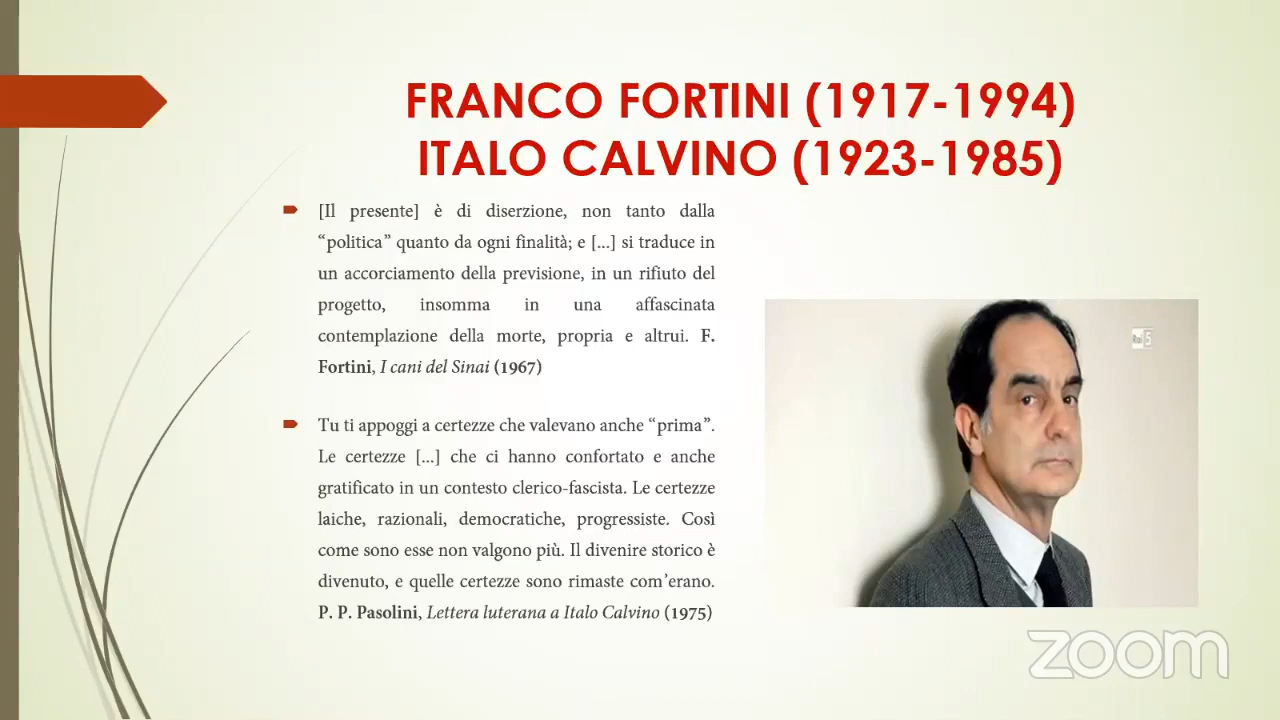 FRANCO FORTINI (1917-1994)
ITALO CALVINO (1923-1985)
[Il presente] è di diserzione, non tanto dalla
“politica” quanto da ogni finalità; e [...] si traduce in
un accorciamento della previsione, in un rifiuto del
progetto, insomma in una affascinata
contemplazione della morte, propria e altrui. F.
Fortini, I cani del Sinai (1967)
Tu ti appoggi a certezze che valevano anche “prima”.
Le certezze [...] che ci hanno confortato e anche
gratificato in un contesto clerico-fascista. Le certezze
laiche, razionali, democratiche, progressiste. Così
come sono esse non valgono più. Il divenire storico è
divenuto, e quelle certezze sono rimaste com’erano.
P. P. Pasolini, Lettera luterana a Italo Calvino (1975)
Rai 5
zoom